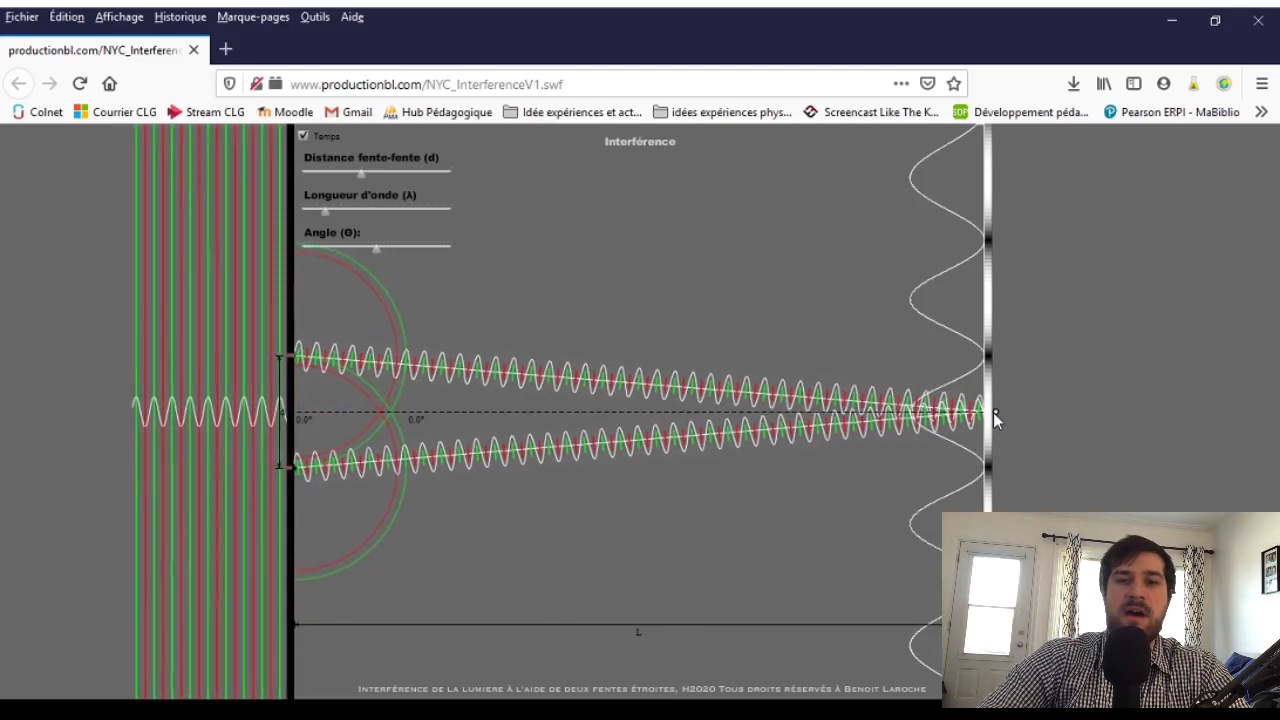 Fichier Édition Affichage Historique Marque-pages Outils Aide
productionbl.com/NYC_Interferenc
www.productionbl.com/NYC_InterferenceV1.swf
Colnet Courrier CLG Stream CLG Moodle Gmail Hub Pédagogique Idée expériences et act... idées expériences phys... Screencast Like The K... Développement péda... Pearson ERPI - MaBiblio
Temps
Interférence
Distance fente-fente (d)
Longueur d'onde (λ)
Angle (Θ):
0.0° 0.0°
L
Interférence de la lumiere à l'aide de deux fentes étroites, H2020 Tous droits réservés à Benoit Laroche